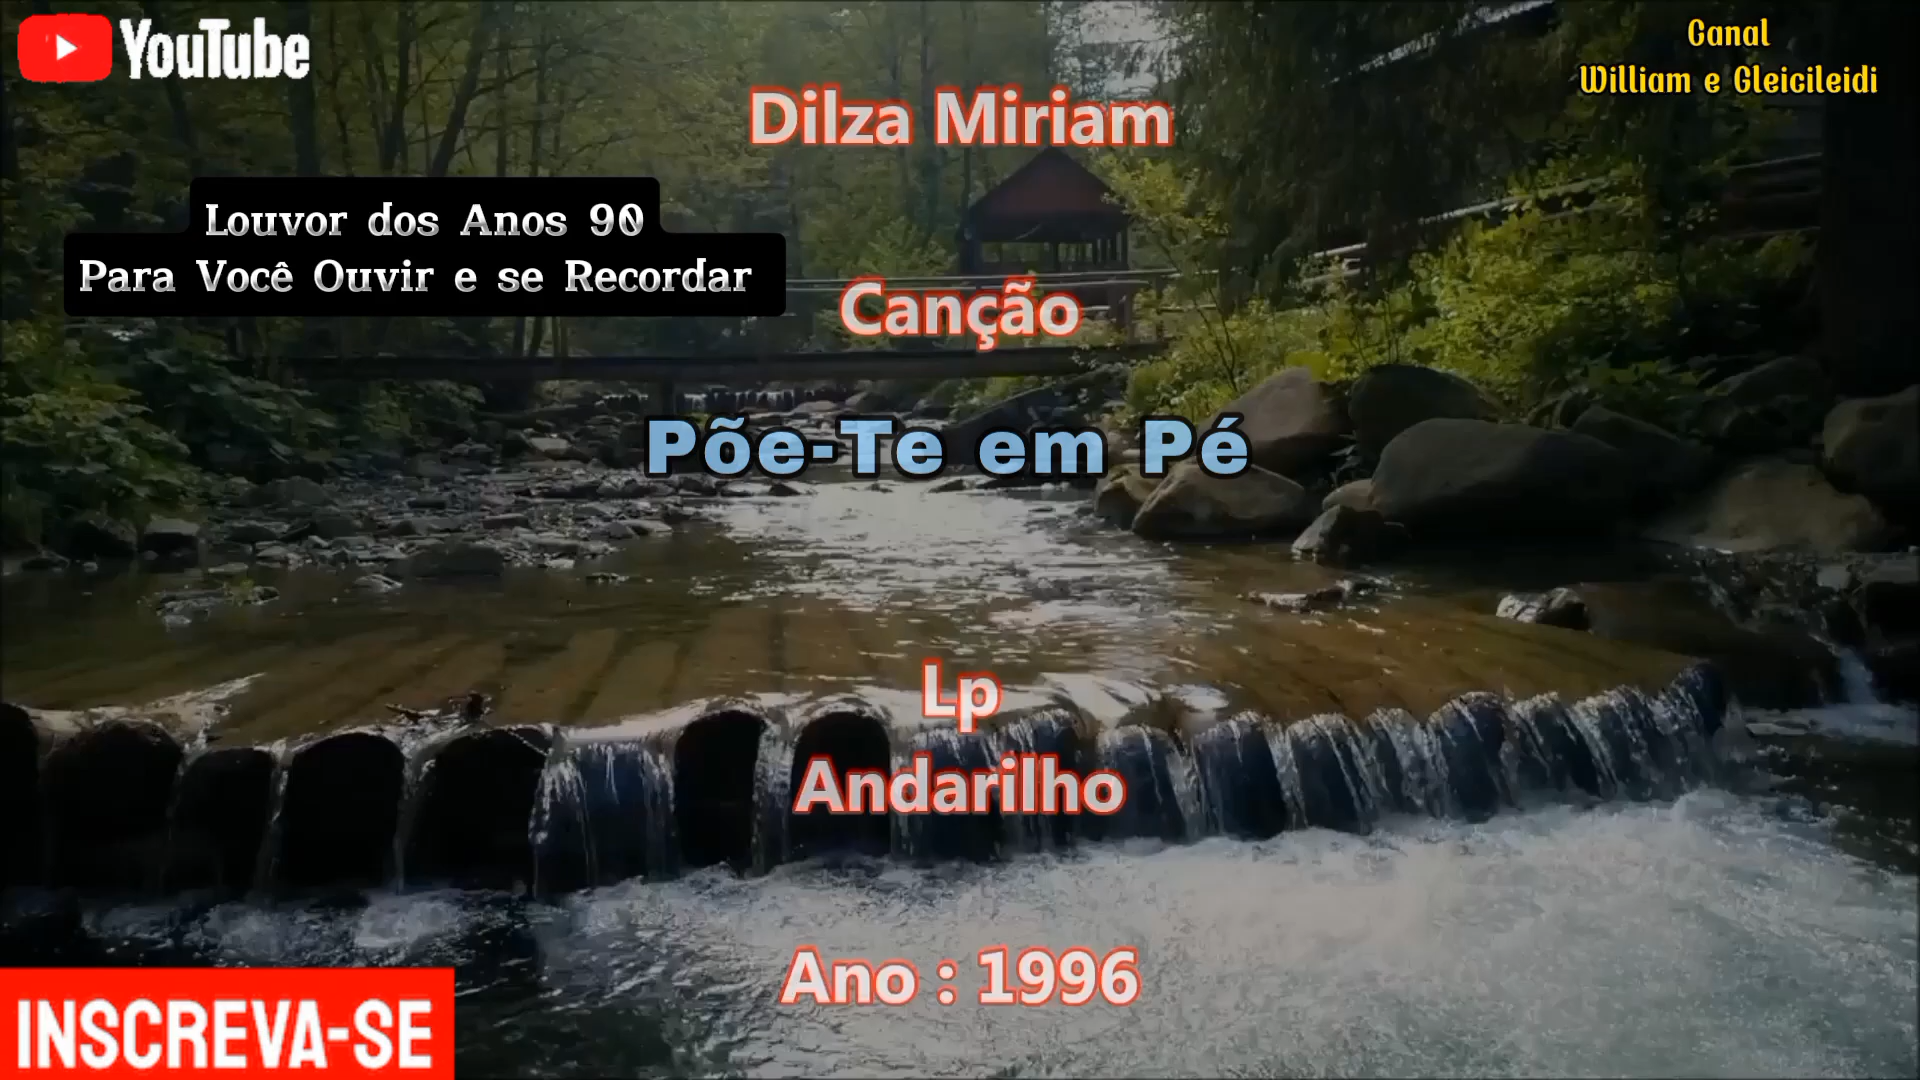 YouTube
Canal
William e Gleicileidi
Dilza Miriam
Louvor dos Anos 90
Para Você Ouvir e se Recordar
Canção
Põe-Te em Pé
Lp
Andarilho
Ano : 1996
INSCREVA-SE